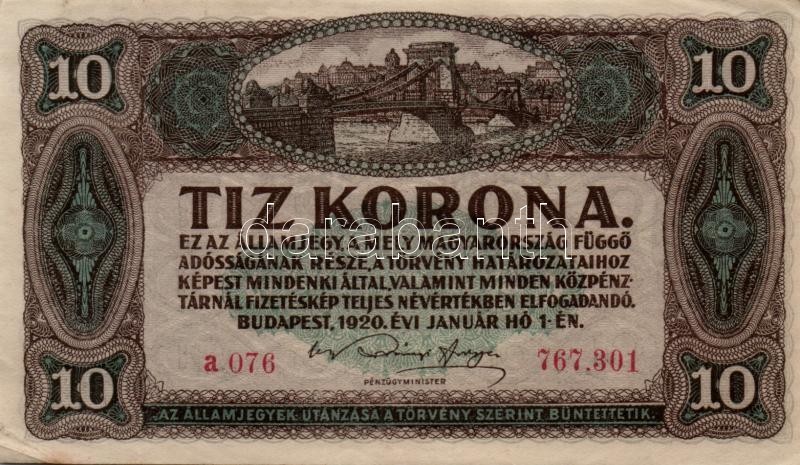 10 10
TIZ KORONA.
EZ AZ ÁLLAMJEGY, A MELY MAGYARORSZÁG FÜGGŐ
ADÓSSÁGÁNAK RÉSZE, A TÖRVÉNY HATÁROZATAIHOZ
KÉPEST MINDENKI ÁLTAL, VALAMINT MINDEN KÖZPÉNZ-
TÁRNÁL FIZETÉSKÉP TELJES NÉVÉRTÉKBEN ELFOGADANDÓ.
BUDAPEST, 1920. ÉVI JANUÁR HÓ 1-ÉN.
a 076 767.301
PÉNZÜGYMINISTER
10 10
AZ ÁLLAMJEGYEK UTÁNZÁSA A TÖRVÉNY SZERINT BÜNTETTETIK.
darabanth